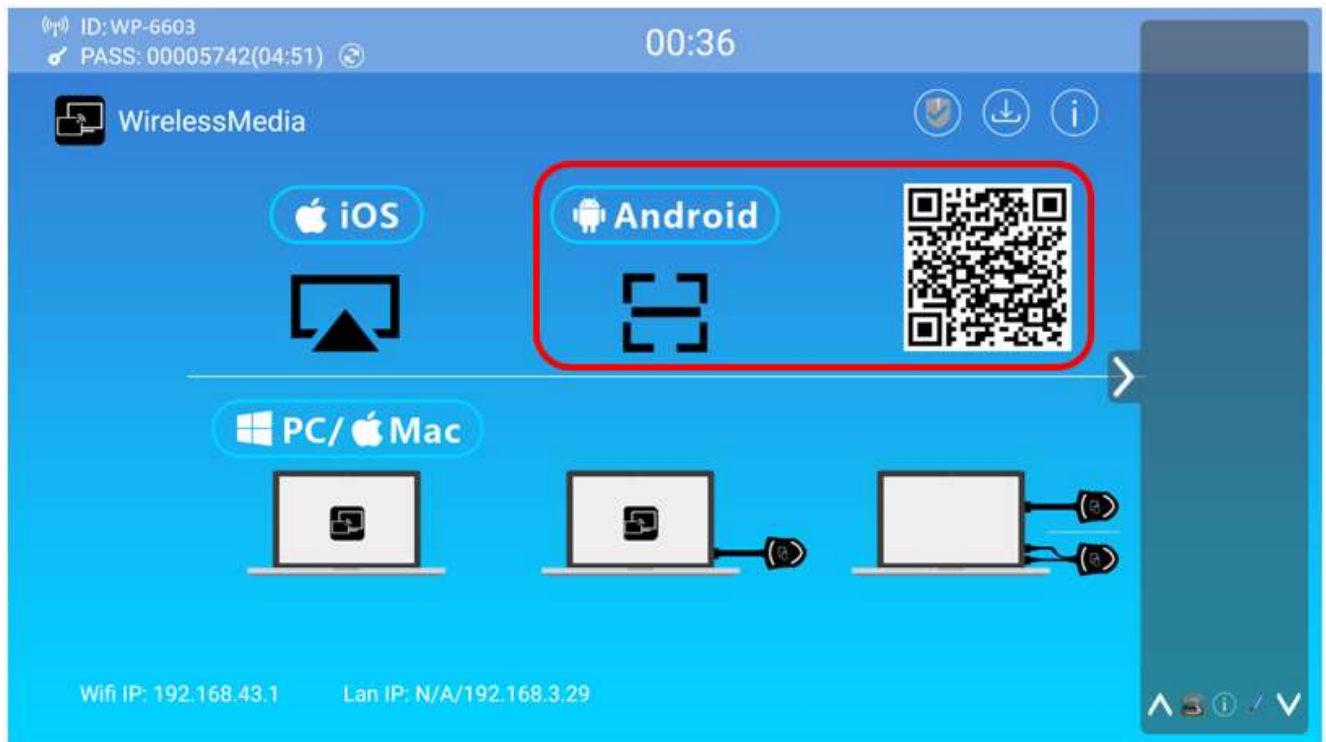 ID: WP-6603
PASS: 00005742(04:51)
00:36
WirelessMedia
iOS
Android
PC/ Mac
Wifi IP: 192.168.43.1
Lan IP: N/A/192.168.3.29